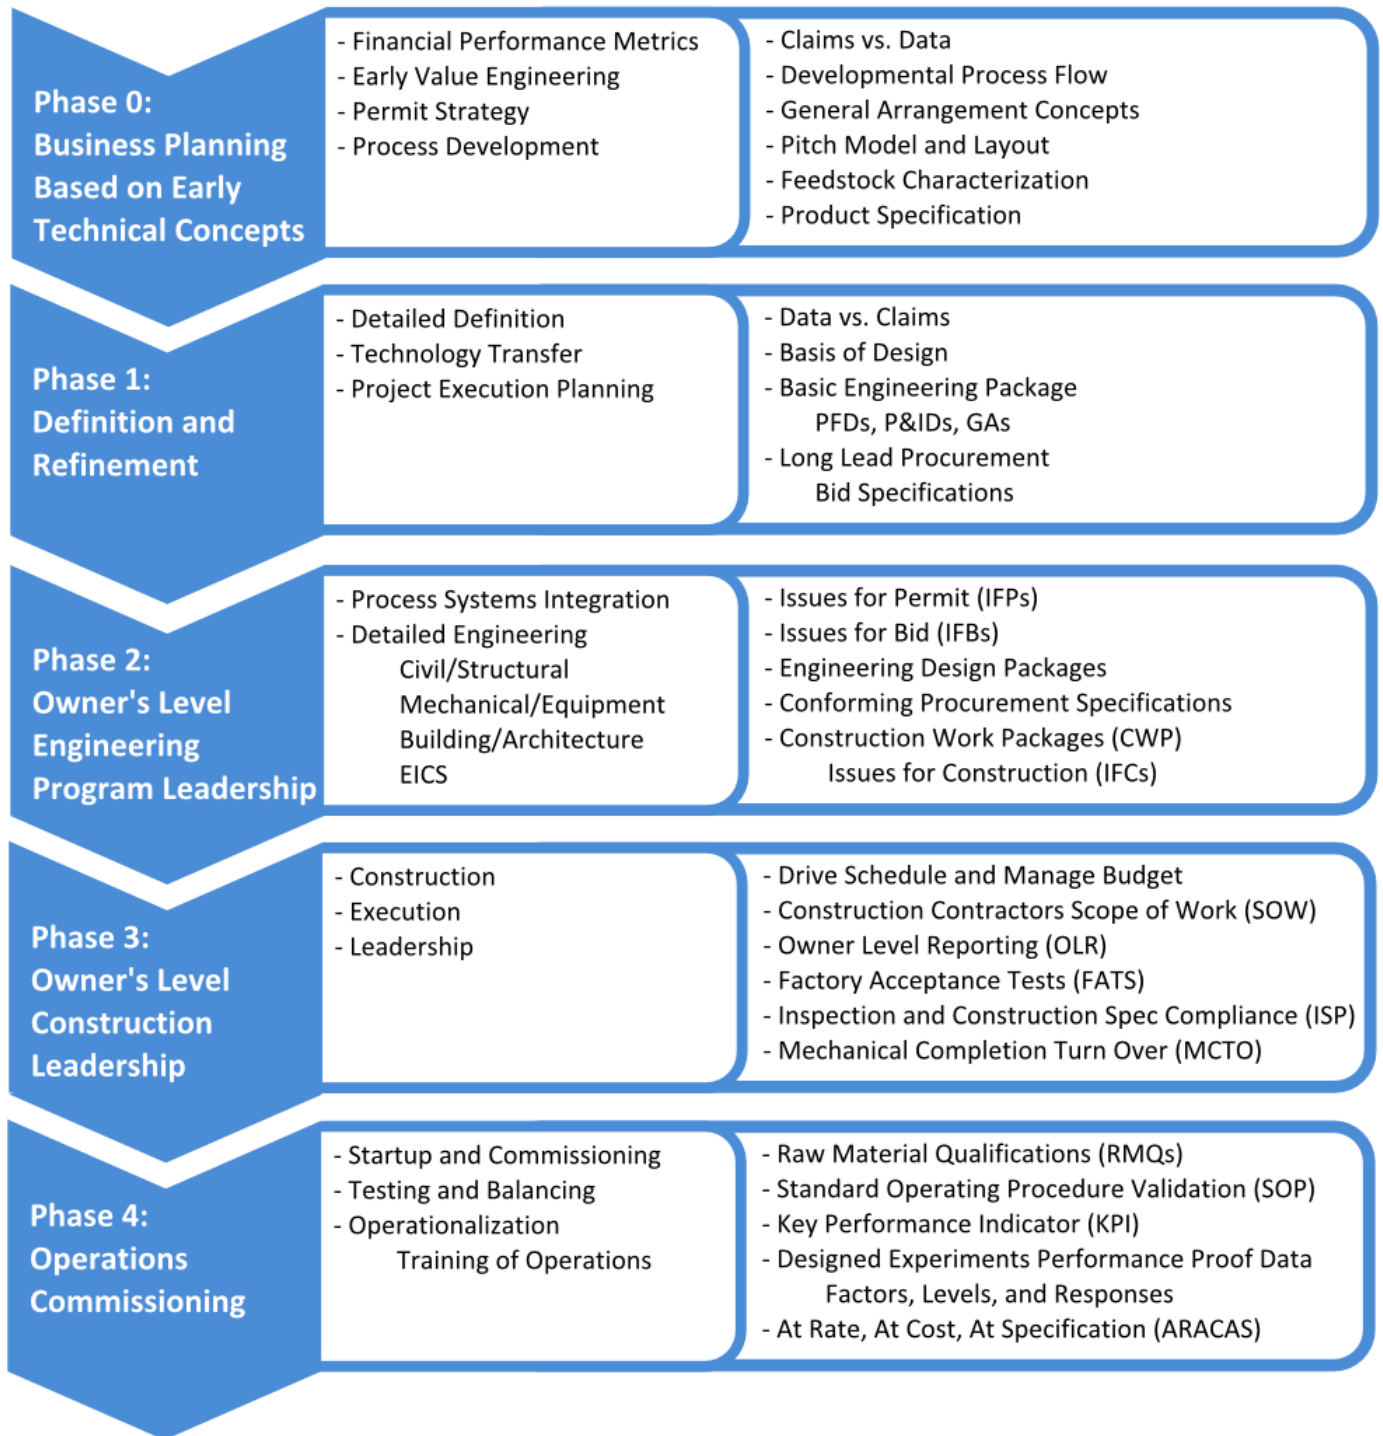 Phase 0:
Business Planning
Based on Early
Technical Concepts
- Financial Performance Metrics
- Early Value Engineering
- Permit Strategy
- Process Development
- Claims vs. Data
- Developmental Process Flow
- General Arrangement Concepts
- Pitch Model and Layout
- Feedstock Characterization
- Product Specification
Phase 1:
Definition and
Refinement
- Detailed Definition
- Technology Transfer
- Project Execution Planning
- Data vs. Claims
- Basis of Design
- Basic Engineering Package
PFDs, P&IDs, GAs
- Long Lead Procurement
Bid Specifications
Phase 2:
Owner's Level
Engineering
Program Leadership
- Process Systems Integration
- Detailed Engineering
Civil/Structural
Mechanical/Equipment
Building/Architecture
EICS
- Issues for Permit (IFPs)
- Issues for Bid (IFBs)
- Engineering Design Packages
- Conforming Procurement Specifications
- Construction Work Packages (CWP)
Issues for Construction (IFCs)
Phase 3:
Owner's Level
Construction
Leadership
- Construction
- Execution
- Leadership
- Drive Schedule and Manage Budget
- Construction Contractors Scope of Work (SOW)
- Owner Level Reporting (OLR)
- Factory Acceptance Tests (FATS)
- Inspection and Construction Spec Compliance (ISP)
- Mechanical Completion Turn Over (MCTO)
Phase 4:
Operations
Commissioning
- Startup and Commissioning
- Testing and Balancing
- Operationalization
Training of Operations
- Raw Material Qualifications (RMQs)
- Standard Operating Procedure Validation (SOP)
- Key Performance Indicator (KPI)
- Designed Experiments Performance Proof Data
Factors, Levels, and Responses
- At Rate, At Cost, At Specification (ARACAS)